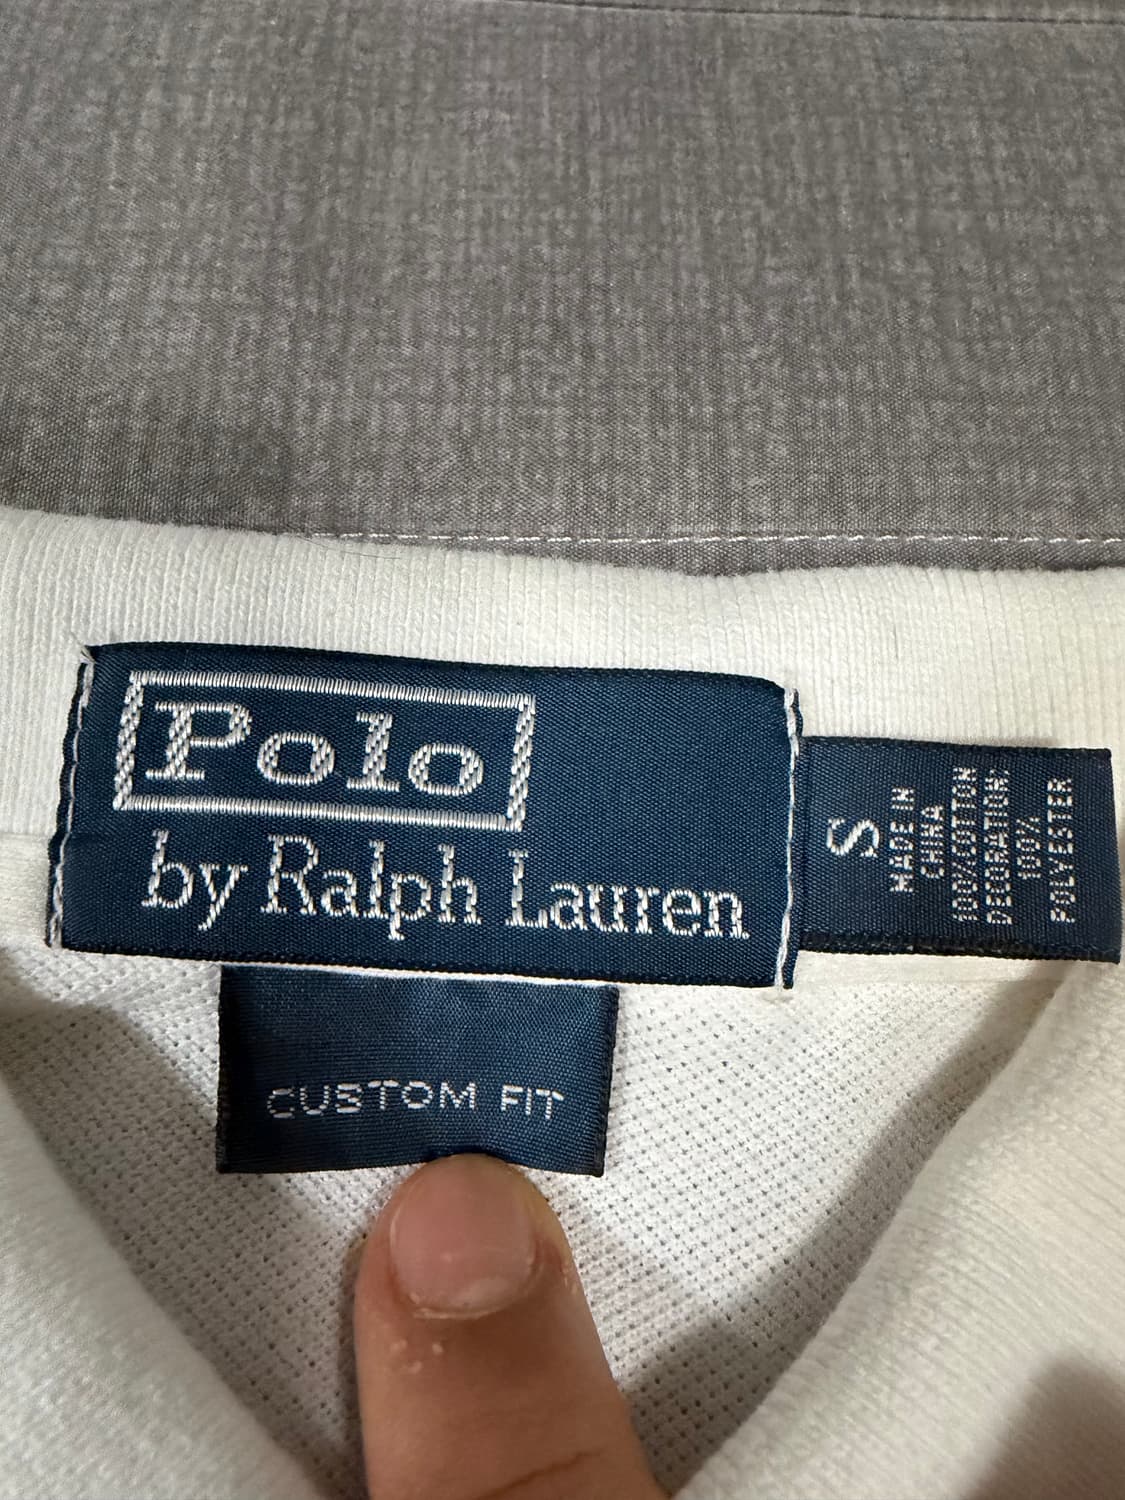 Polo
by Ralph Lauren
S
MADE IN
CHINA
100%COTTON
DECORATION:
100%
POLYESTER
CUSTOM FIT